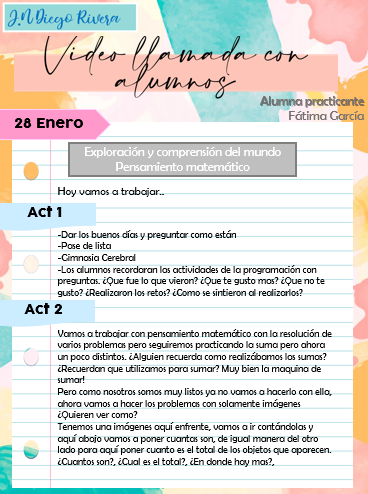 J.N Diego Rivera
Video llamada con
alumnos
Alumna practicante
Fátima García
28 Enero
Exploración y comprensión del mundo
Pensamiento matemático
Hoy vamos a trabajar...
Act 1
-Dar los buenos días y preguntar como están
-Pase de lista
-Gimnasia Cerebral
-Los alumnos recordaran las actividades de la programación con
preguntas. ¿Que fue lo que vieron? ¿Que te gusto mas? ¿Que no te
gusto? ¿Realizaron los retos? ¿Como se sintieron al realizarlos?
Act 2
Vamos a trabajar con pensamiento matemático con la resolución de
varios problemas pero seguiremos practicando la suma pero ahora
un poco distintos. ¿Alguien recuerda como realizábamos las sumas?
¿Recuerdan que utilizamos para sumar? Muy bien la maquina de
sumar!
Pero como nosotros somos muy listos ya no vamos a hacerlo con ella,
ahora vamos a hacer los problemas con solamente imágenes
¿Quieren ver como?
Tenemos una imágenes aquí enfrente, vamos a ir contándolas y
aquí abajo vamos a poner cuantas son, de igual manera del otro
lado para aquí poner cuanto es el total de los objetos que aparecen.
¿Cuantos son?, ¿Cual es el total?, ¿En donde hay mas?,